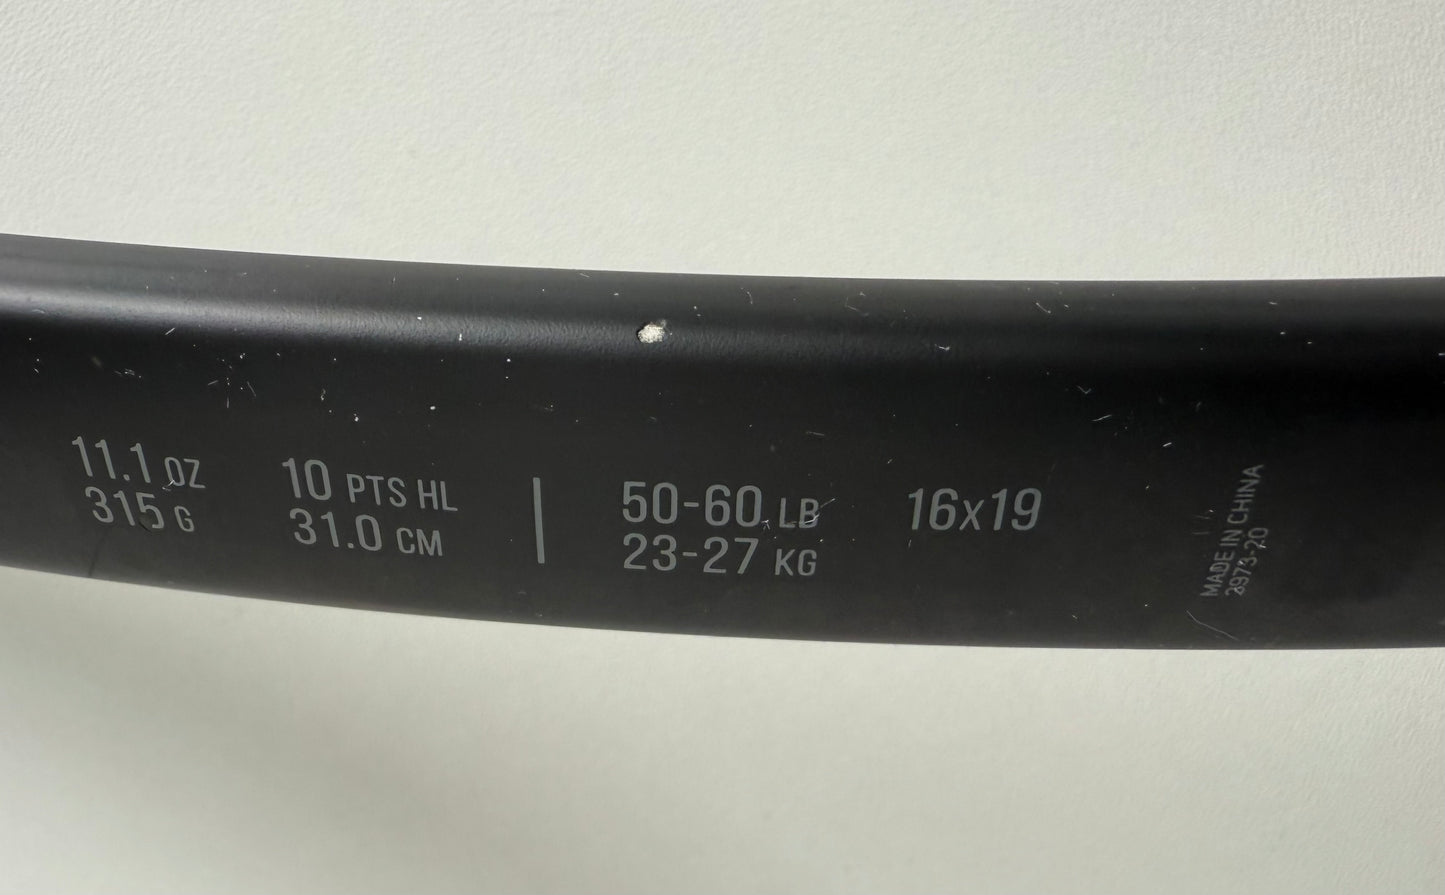 11.1 OZ
315 G
10 PTS HL
31.0 CM
50-60 LB
23-27 KG
16x19
MADE IN CHINA
3973-20